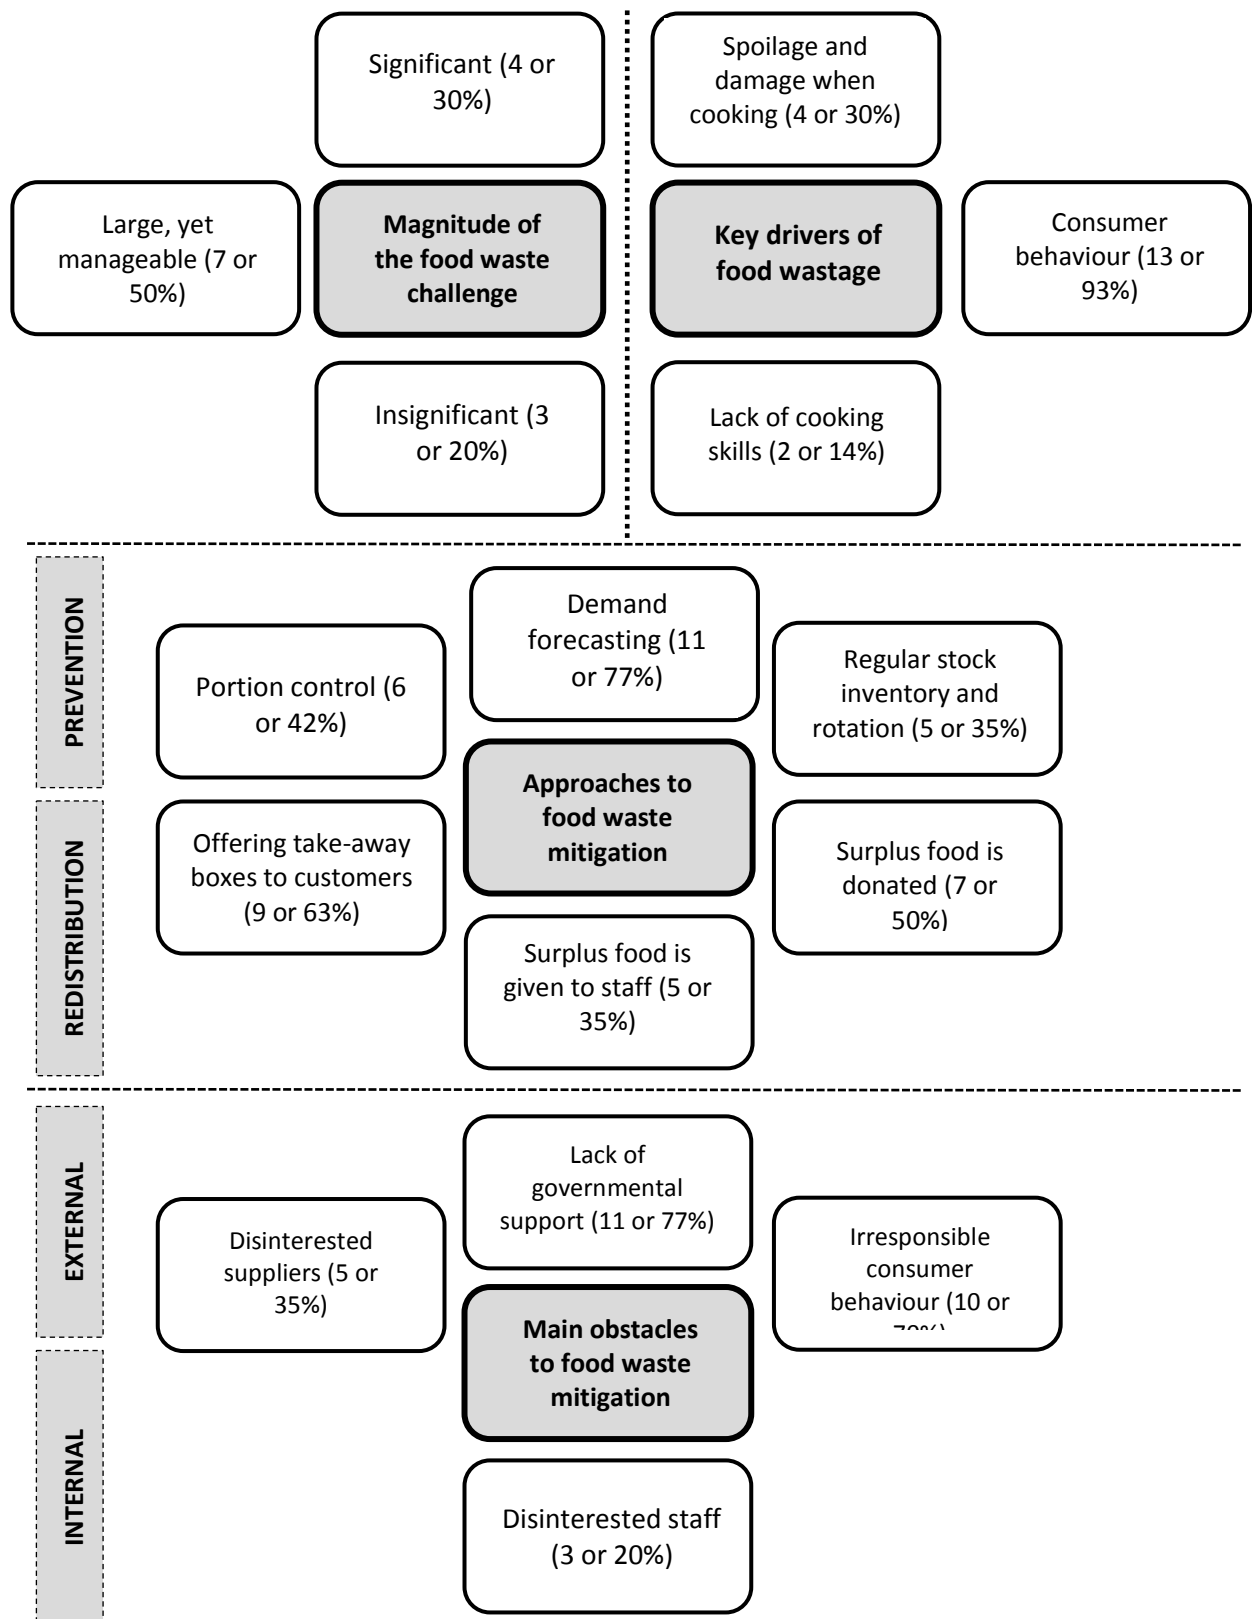 Significant (4 or
30%)
Spoilage and
damage when
cooking (4 or 30%)
Large, yet
manageable (7 or
50%)
Magnitude of
the food waste
challenge
Key drivers of
food wastage
Consumer
behaviour (13 or
93%)
Insignificant (3
or 20%)
Lack of cooking
skills (2 or 14%)
PREVENTION
Portion control (6
or 42%)
Demand
forecasting (11
or 77%)
Regular stock
inventory and
rotation (5 or 35%)
Approaches to
food waste
mitigation
REDISTRIBUTION
Offering take-away
boxes to customers
(9 or 63%)
Surplus food is
given to staff (5 or
35%)
Surplus food is
donated (7 or
50%)
EXTERNAL
Disinterested
suppliers (5 or
35%)
Lack of
governmental
support (11 or 77%)
Irresponsible
consumer
behaviour (10 or
Main obstacles
to food waste
mitigation
INTERNAL
Disinterested staff
(3 or 20%)